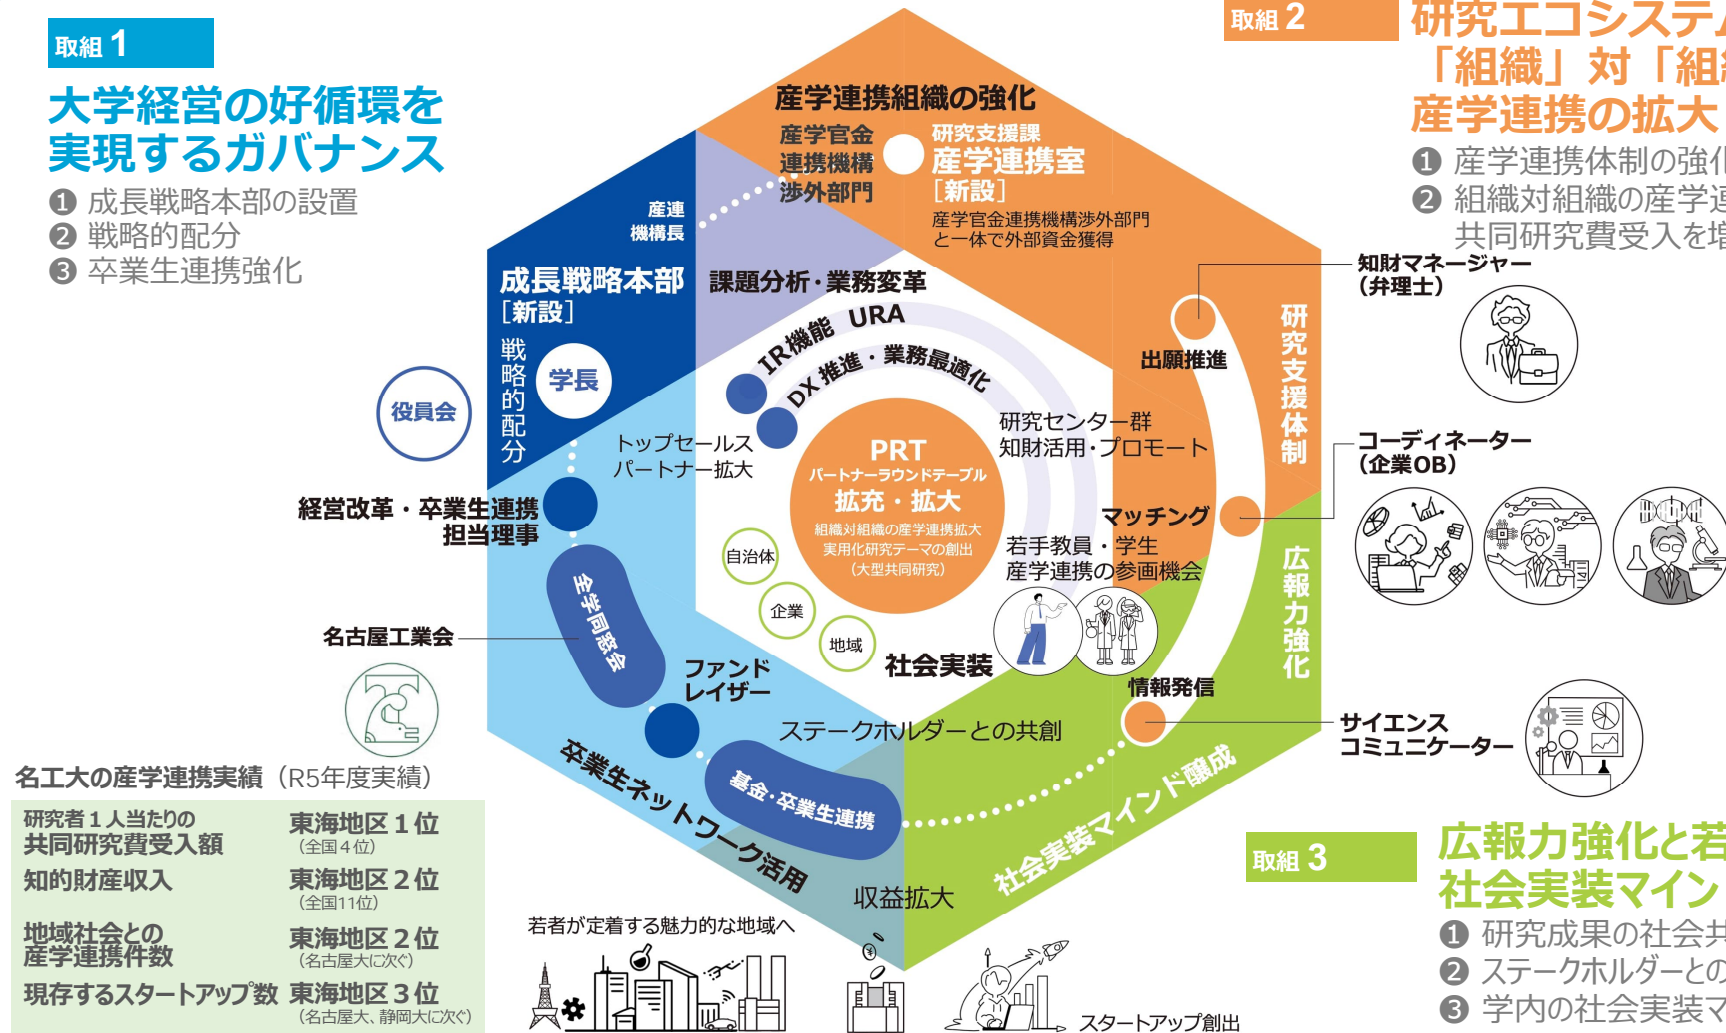 取組 1
大学経営の好循環を
実現するガバナンス
❶ 成長戦略本部の設置
❷ 戦略的配分
❸ 卒業生連携強化
取組 2
研究エコシステム
「組織」対「組
産学連携の拡大
❶ 産学連携体制の強化
❷ 組織対組織の産学連
共同研究費受入を増
産学連携組織の強化
産学官金
連携機構
渉外部門
研究支援課
産学連携室
[新設]
産学官金連携機構渉外部門
と一体で外部資金獲得
産連
機構長
成長戦略本部
[新設]
戦略的配分
学長
役員会
課題分析・業務変革
IR機能 URA
DX推進・業務最適化
トップセールス
パートナー拡大
PRT
パートナーラウンドテーブル
拡充・拡大
組織対組織の産学連携拡大
実用化研究テーマの創出
（大型共同研究）
研究センター群
知財活用・プロモート
出願推進
研究支援体制
知財マネージャー
（弁理士）
コーディネーター
（企業OB）
マッチング
若手教員・学生
産学連携の参画機会
広報力強化
自治体
企業
地域
社会実装
情報発信
サイエンス
コミュニケーター
経営改革・卒業生連携
担当理事
全学同窓会
名古屋工業会
ファンド
レイザー
ステークホルダーとの共創
基金・卒業生連携
卒業生ネットワーク活用
社会実装マインド醸成
収益拡大
名工大の産学連携実績（R5年度実績）
研究者１人当たりの
共同研究費受入額
東海地区１位
（全国４位）
知的財産収入
東海地区２位
（全国11位）
地域社会との
産学連携件数
東海地区２位
（名古屋大に次ぐ）
現存するスタートアップ数
東海地区３位
（名古屋大、静岡大に次ぐ）
若者が定着する魅力的な地域へ
¥
スタートアップ創出
取組 3
広報力強化と若
社会実装マイン
❶ 研究成果の社会共
❷ ステークホルダーとの
❸ 学内の社会実装マ